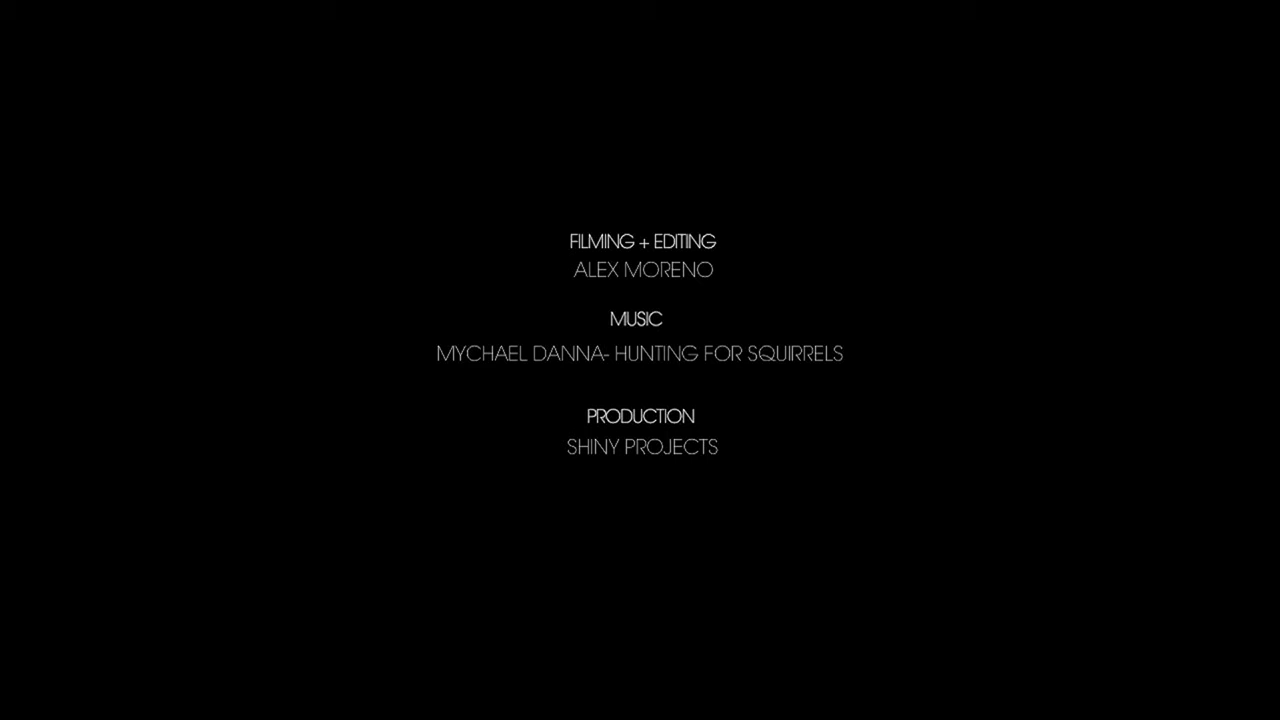 FILMING + EDITING
ALEX MORENO
MUSIC
MYCHAEL DANNA- HUNTING FOR SQUIRRELS
PRODUCTION
SHINY PROJECTS